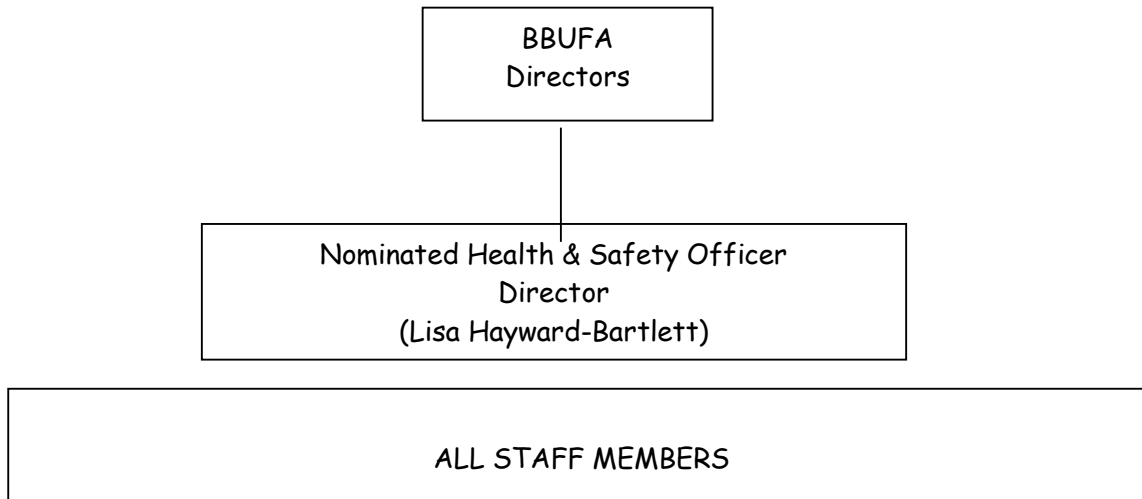 BBUFA
Directors
Nominated Health & Safety Officer
Director
(Lisa Hayward-Bartlett)
ALL STAFF MEMBERS